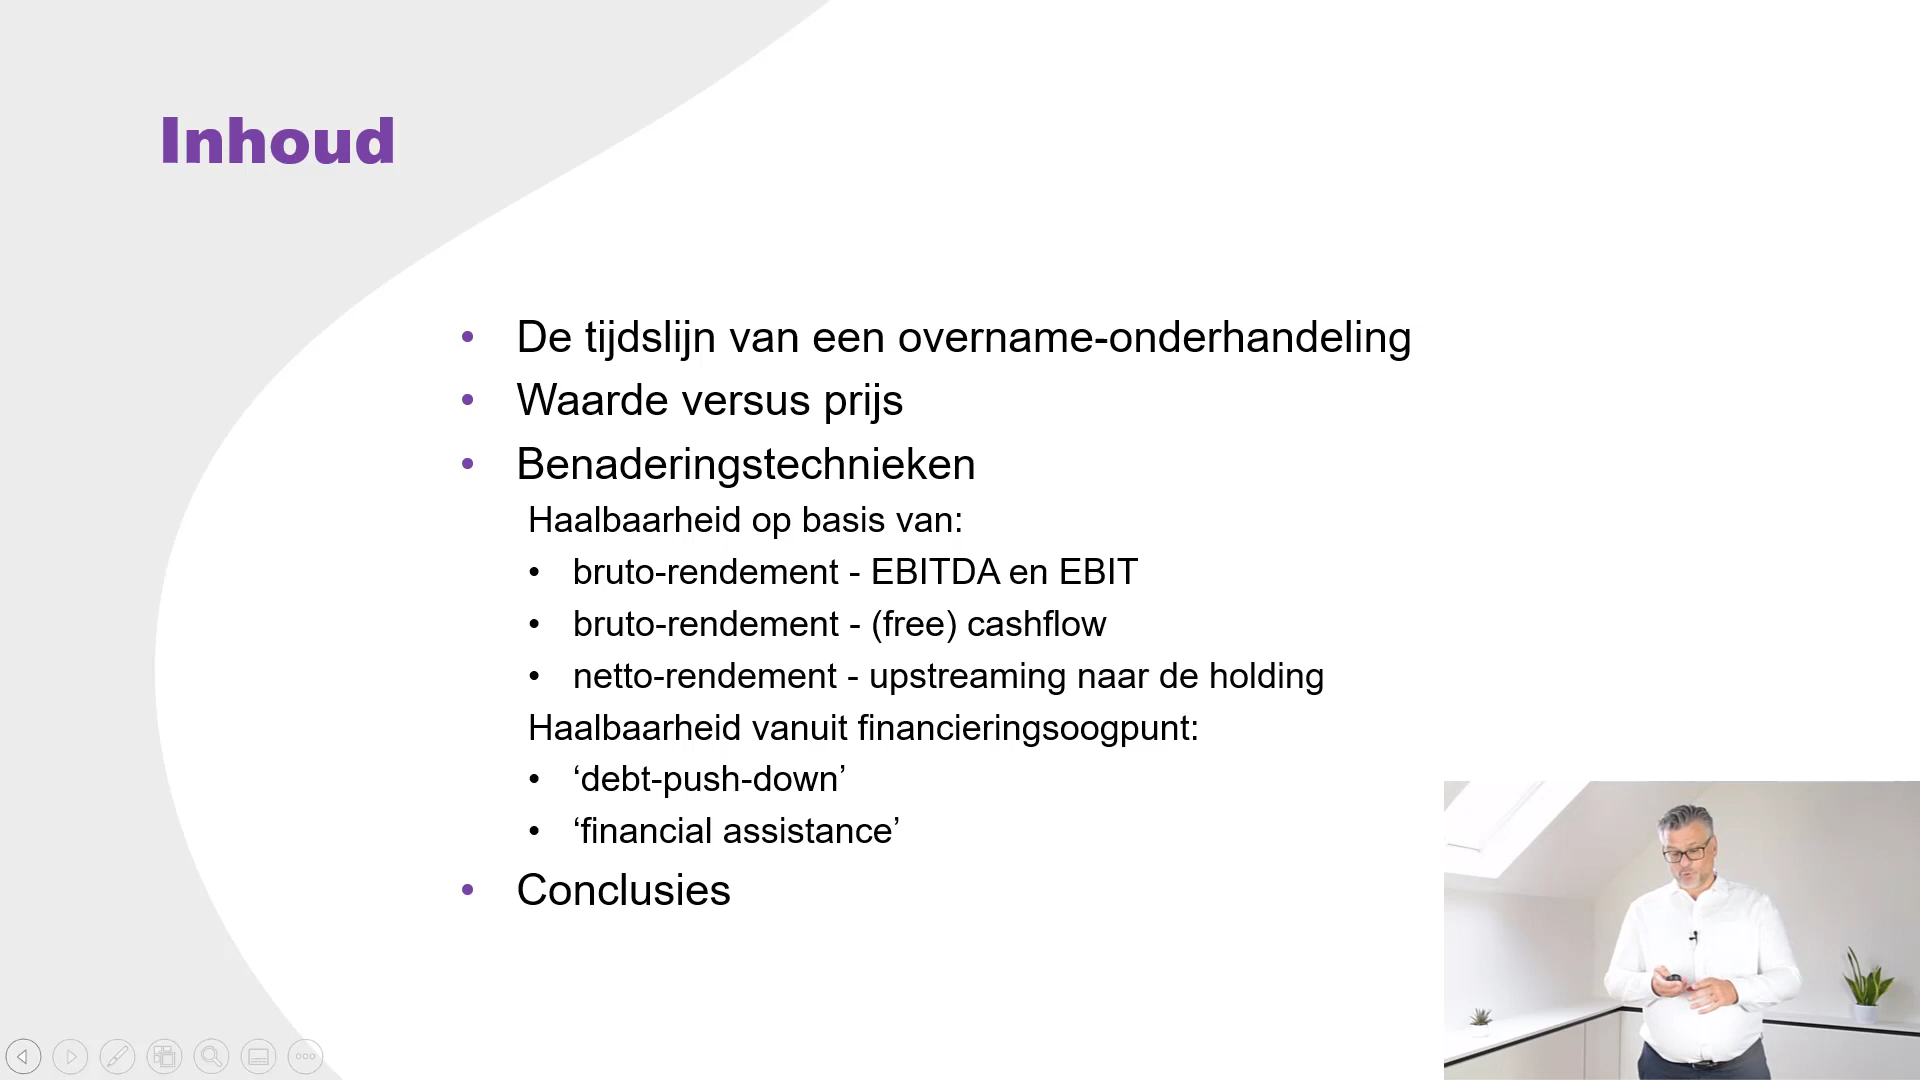 Inhoud
• De tijdslijn van een overname-onderhandeling
• Waarde versus prijs
• Benaderingstechnieken
Haalbaarheid op basis van:
• bruto-rendement - EBITDA en EBIT
• bruto-rendement - (free) cashflow
• netto-rendement - upstreaming naar de holding
Haalbaarheid vanuit financieringsoogpunt:
• ‘debt-push-down’
• ‘financial assistance’
• Conclusies